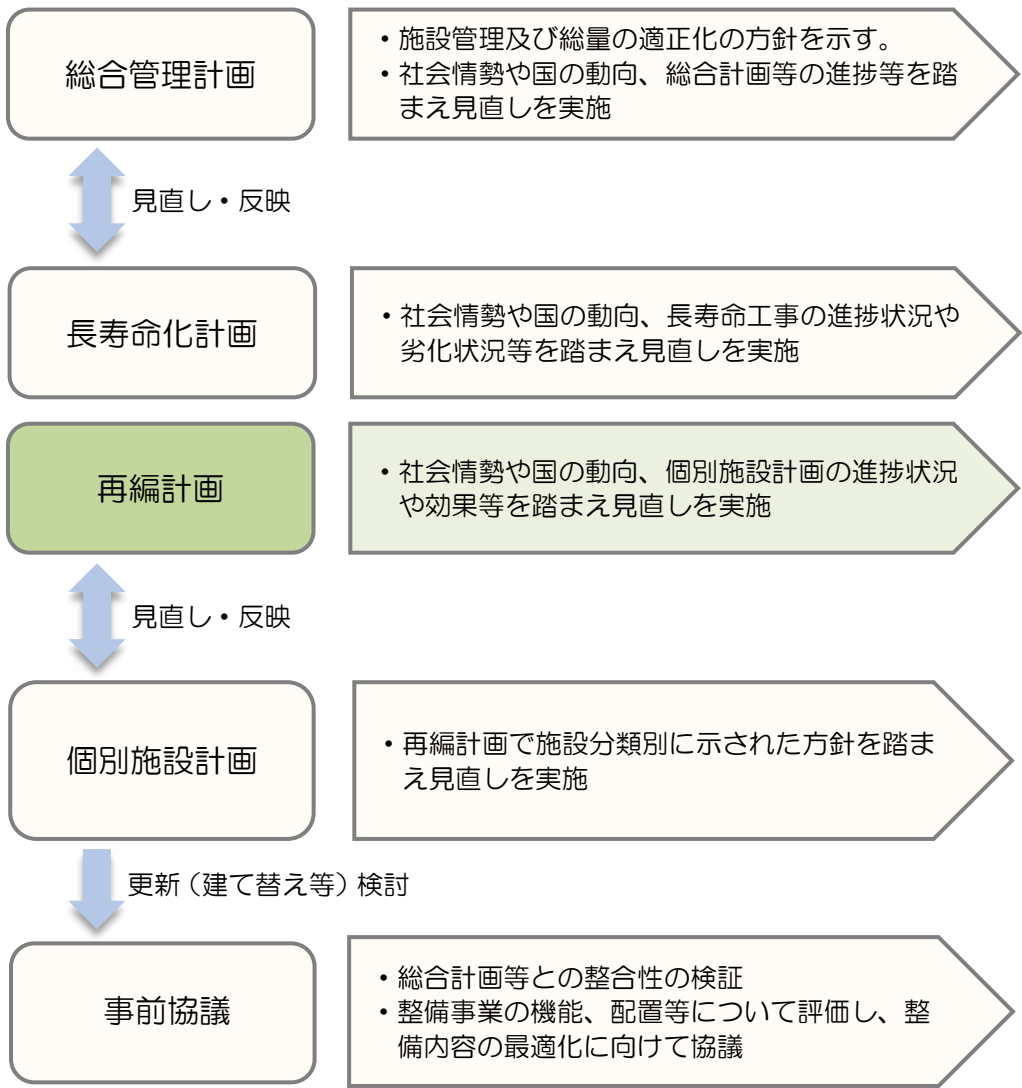 総合管理計画
・施設管理及び総量の適正化の方針を示す。
・社会情勢や国の動向、総合計画等の進捗等を踏
まえ見直しを実施
見直し・反映
長寿命化計画
・社会情勢や国の動向、長寿命工事の進捗状況や
劣化状況等を踏まえ見直しを実施
再編計画
・社会情勢や国の動向、個別施設計画の進捗状況
や効果等を踏まえ見直しを実施
見直し・反映
個別施設計画
・再編計画で施設分類別に示された方針を踏ま
え見直しを実施
更新（建て替え等）検討
事前協議
・総合計画等との整合性の検証
・整備事業の機能、配置等について評価し、整
備内容の最適化に向けて協議